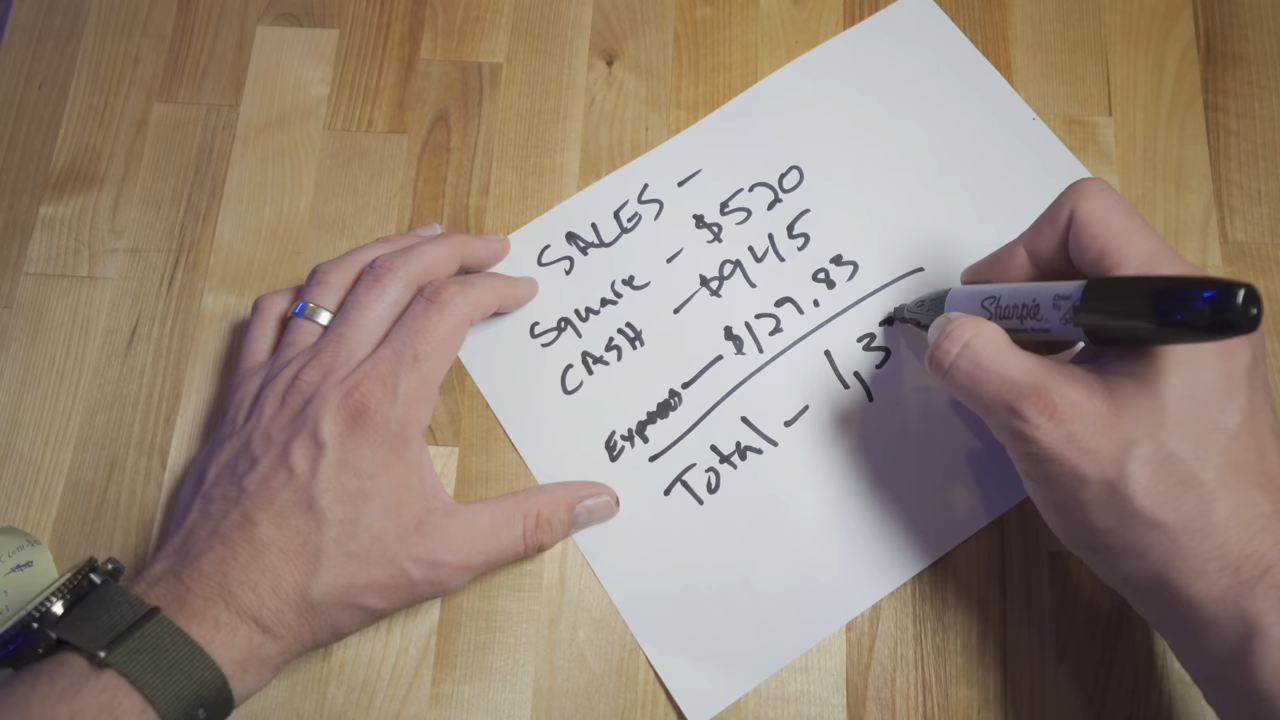 SALES -
Square - $520
CASH - $945
Expenses - $127.83
Total - 1,3
Sharpie